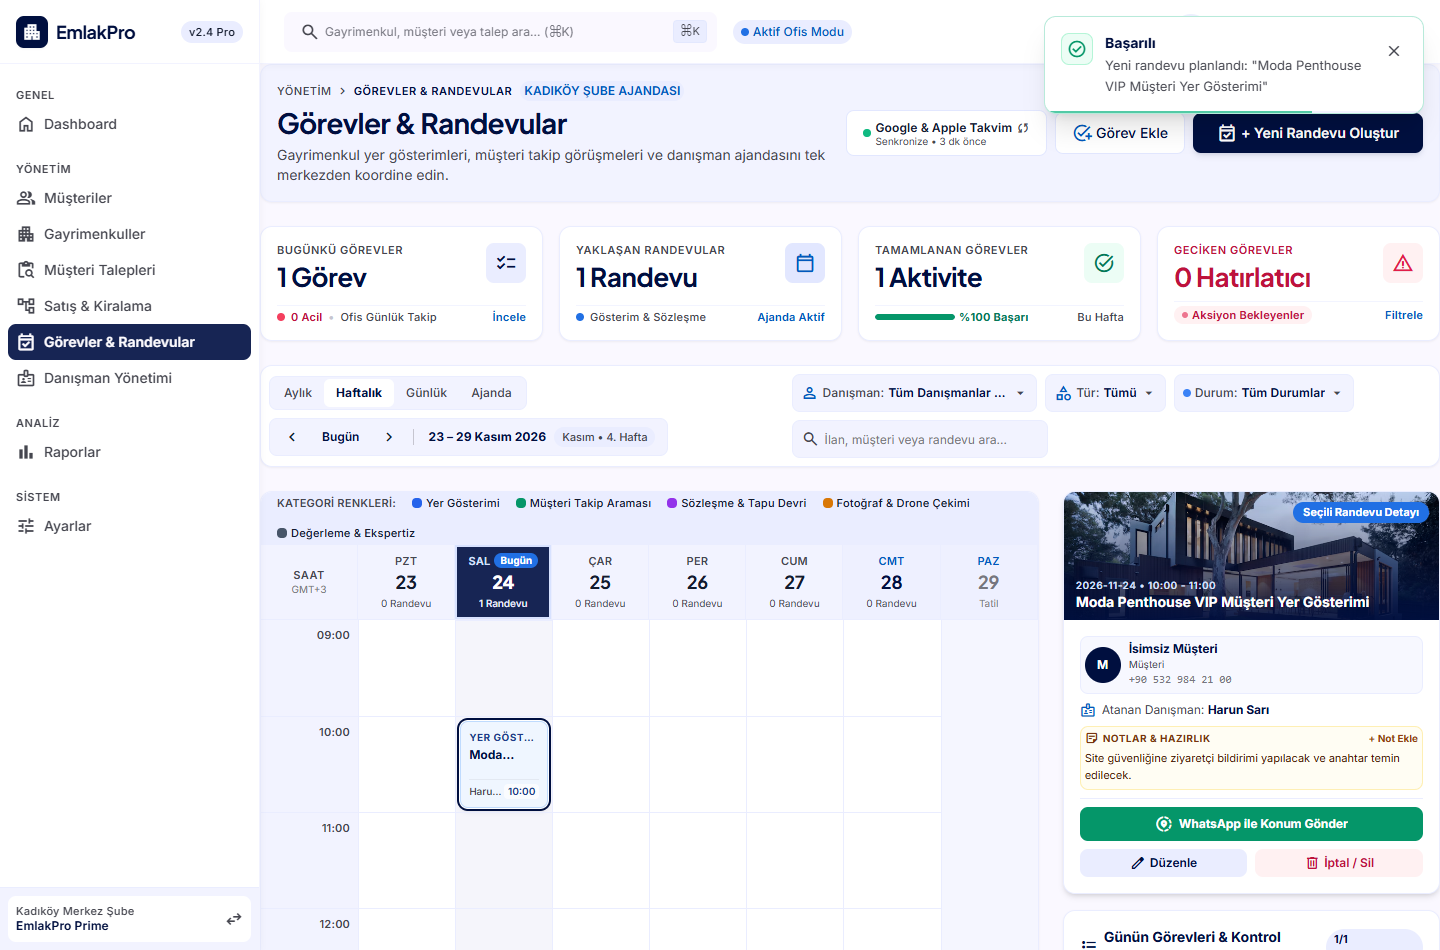 EmlakPro
v2.4 Pro
Gayrimenkul, müşteri veya talep ara... (⌘K)
⌘K
Aktif Ofis Modu
Başarılı
Yeni randevu planlandı: "Moda Penthouse
VIP Müşteri Yer Gösterimi"
GENEL
Dashboard
YÖNETİM
Müşteriler
Gayrimenkuller
Müşteri Talepleri
Satış & Kiralama
Görevler & Randevular
Danışman Yönetimi
ANALİZ
Raporlar
SİSTEM
Ayarlar
Kadıköy Merkez Şube
EmlakPro Prime
YÖNETİM > GÖREVLER & RANDEVULAR KADIKÖY ŞUBE AJANDASI
Görevler & Randevular
Gayrimenkul yer gösterimleri, müşteri takip görüşmeleri ve danışman ajandasını tek
merkezden koordine edin.
Google & Apple Takvim
Senkronize • 3 dk önce
Görev Ekle
+ Yeni Randevu Oluştur
BUGÜNKÜ GÖREVLER
1 Görev
0 Acil • Ofis Günlük Takip İncele
YAKLAŞAN RANDEVULAR
1 Randevu
Gösterim & Sözleşme Ajanda Aktif
TAMAMLANAN GÖREVLER
1 Aktivite
%100 Başarı Bu Hafta
GECİKEN GÖREVLER
0 Hatırlatıcı
Aksiyon Bekleyenler Filtrele
Aylık Haftalık Günlük Ajanda
Danışman: Tüm Danışmanlar ... Tür: Tümü Durum: Tüm Durumlar
Bugün 23 – 29 Kasım 2026 Kasım • 4. Hafta
İlan, müşteri veya randevu ara...
KATEGORİ RENKLERİ: Yer Gösterimi Müşteri Takip Araması Sözleşme & Tapu Devri Fotoğraf & Drone Çekimi
Değerleme & Ekspertiz
SAAT
GMT+3
PZT
23
0 Randevu
SAL Bugün
24
1 Randevu
ÇAR
25
0 Randevu
PER
26
0 Randevu
CUM
27
0 Randevu
CMT
28
0 Randevu
PAZ
29
Tatil
09:00
10:00
YER GÖST...
Moda...
Haru... 10:00
11:00
12:00
Seçili Randevu Detayı
2026-11-24 • 10:00 - 11:00
Moda Penthouse VIP Müşteri Yer Gösterimi
M
İsimsiz Müşteri
Müşteri
+90 532 984 21 00
Atanan Danışman: Harun Sarı
NOTLAR & HAZIRLIK + Not Ekle
Site güvenliğine ziyaretçi bildirimi yapılacak ve anahtar temin
edilecek.
WhatsApp ile Konum Gönder
Düzenle
İptal / Sil
Günün Görevleri & Kontrol
1/1